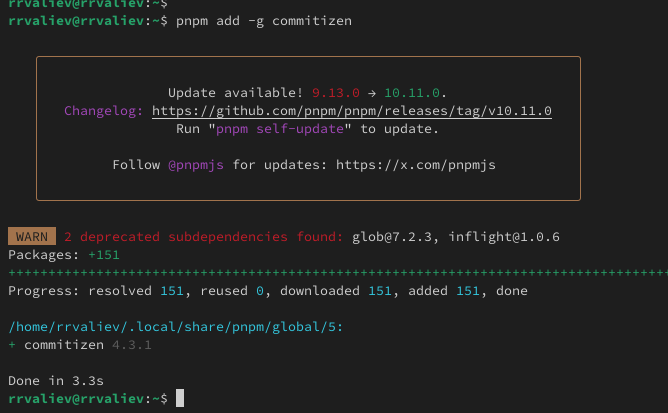 rrvaliev@rrvaliev:~$
rrvaliev@rrvaliev:~$ pnpm add -g commitizen
Update available! 9.13.0 → 10.11.0.
Changelog: https://github.com/pnpm/pnpm/releases/tag/v10.11.0
Run "pnpm self-update" to update.
Follow @pnpmjs for updates: https://x.com/pnpmjs
WARN 2 deprecated subdependencies found: glob@7.2.3, inflight@1.0.6
Packages: +151
++++++++++++++++++++++++++++++++++++++++++++++++++++++++++++++++++++++++++++++++++
Progress: resolved 151, reused 0, downloaded 151, added 151, done
/home/rrvaliev/.local/share/pnpm/global/5:
+ commitizen 4.3.1
Done in 3.3s
rrvaliev@rrvaliev:~$